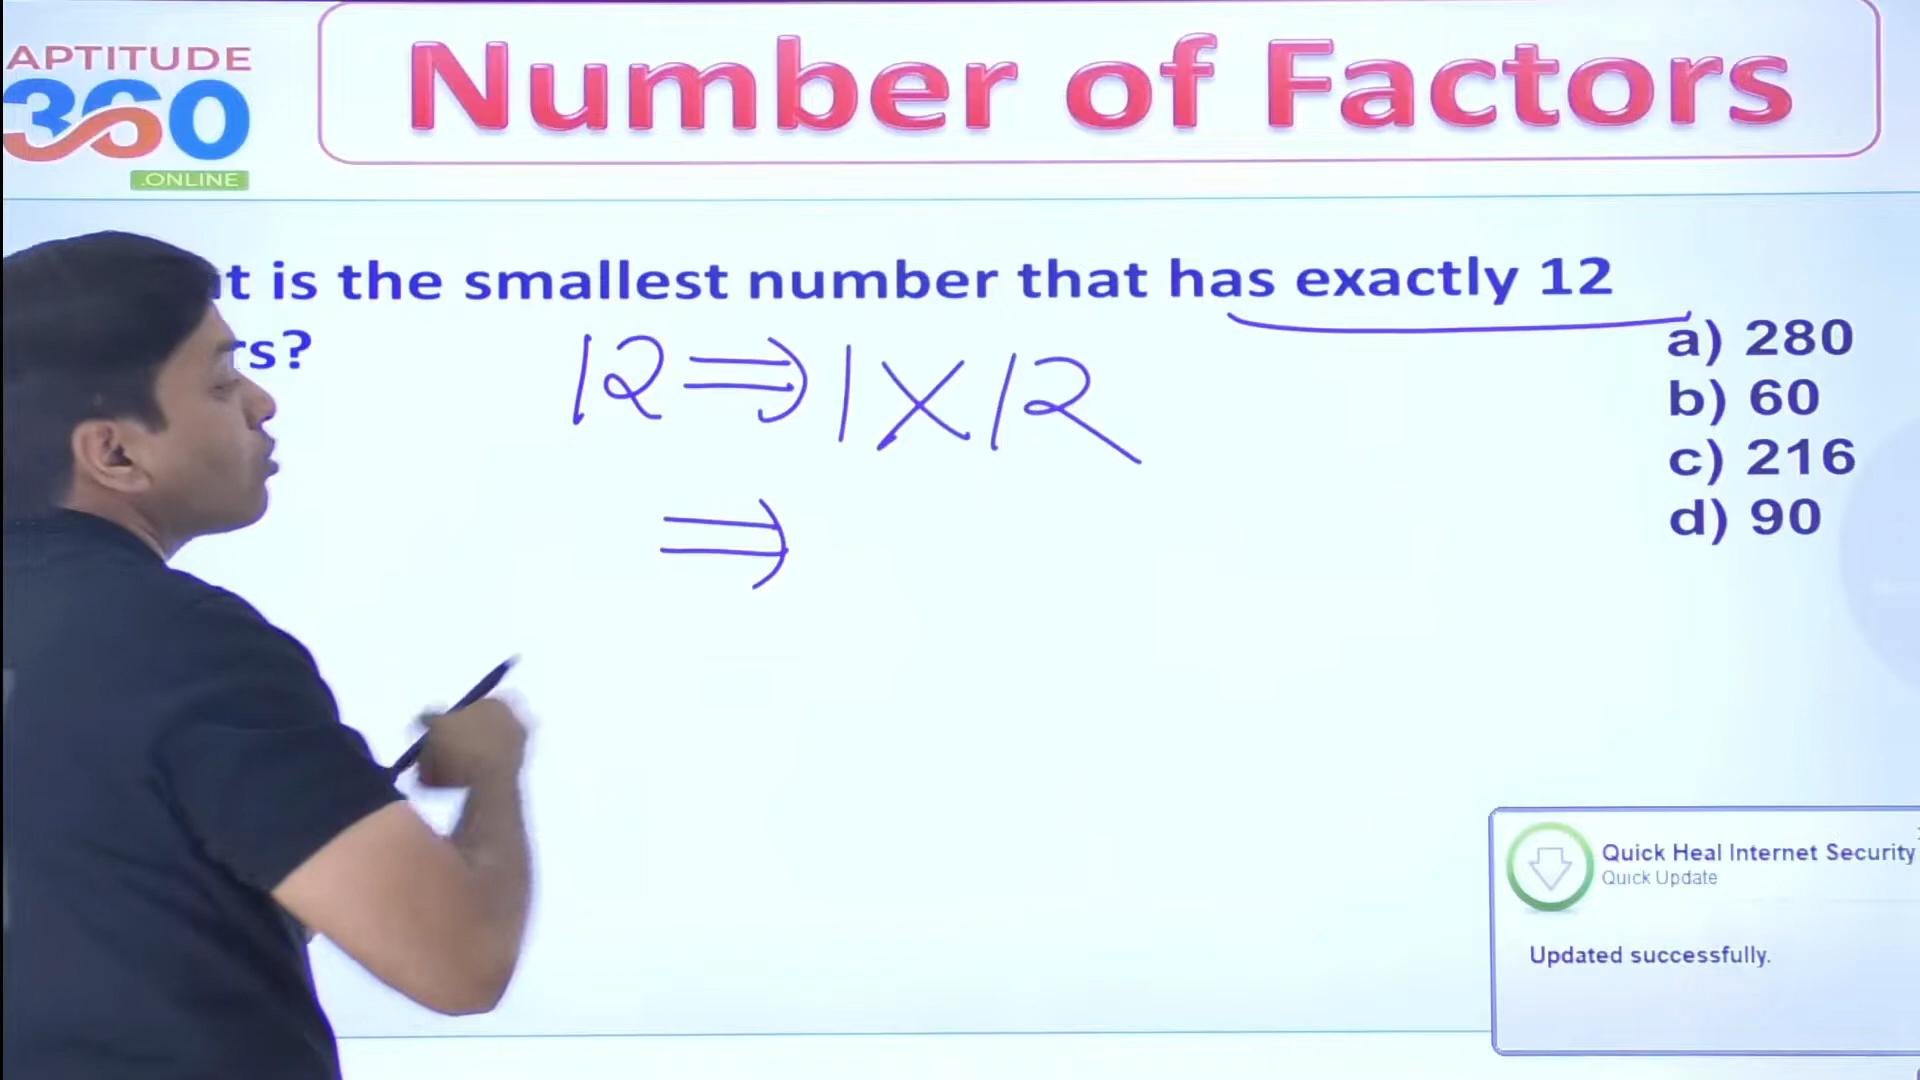 APTITUDE
360
.ONLINE
Number of Factors
t is the smallest number that has exactly 12
rs?
a) 280
b) 60
c) 216
d) 90
12 ⇒ 1 X 12
⇒
Quick Heal Internet Security
Quick Update
Updated successfully.